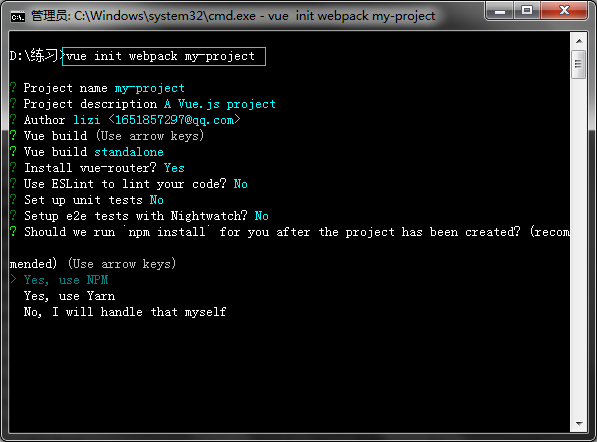 管理员: C:\Windows\system32\cmd.exe - vue  init webpack my-project
D:\练习>vue init webpack my-project
? Project name my-project
? Project description A Vue.js project
? Author lizi <1651857297@qq.com>
? Vue build (Use arrow keys)
? Vue build standalone
? Install vue-router? Yes
? Use ESLint to lint your code? No
? Set up unit tests No
? Setup e2e tests with Nightwatch? No
? Should we run `npm install` for you after the project has been created? (recom
mended) (Use arrow keys)
> Yes, use NPM
Yes, use Yarn
No, I will handle that myself